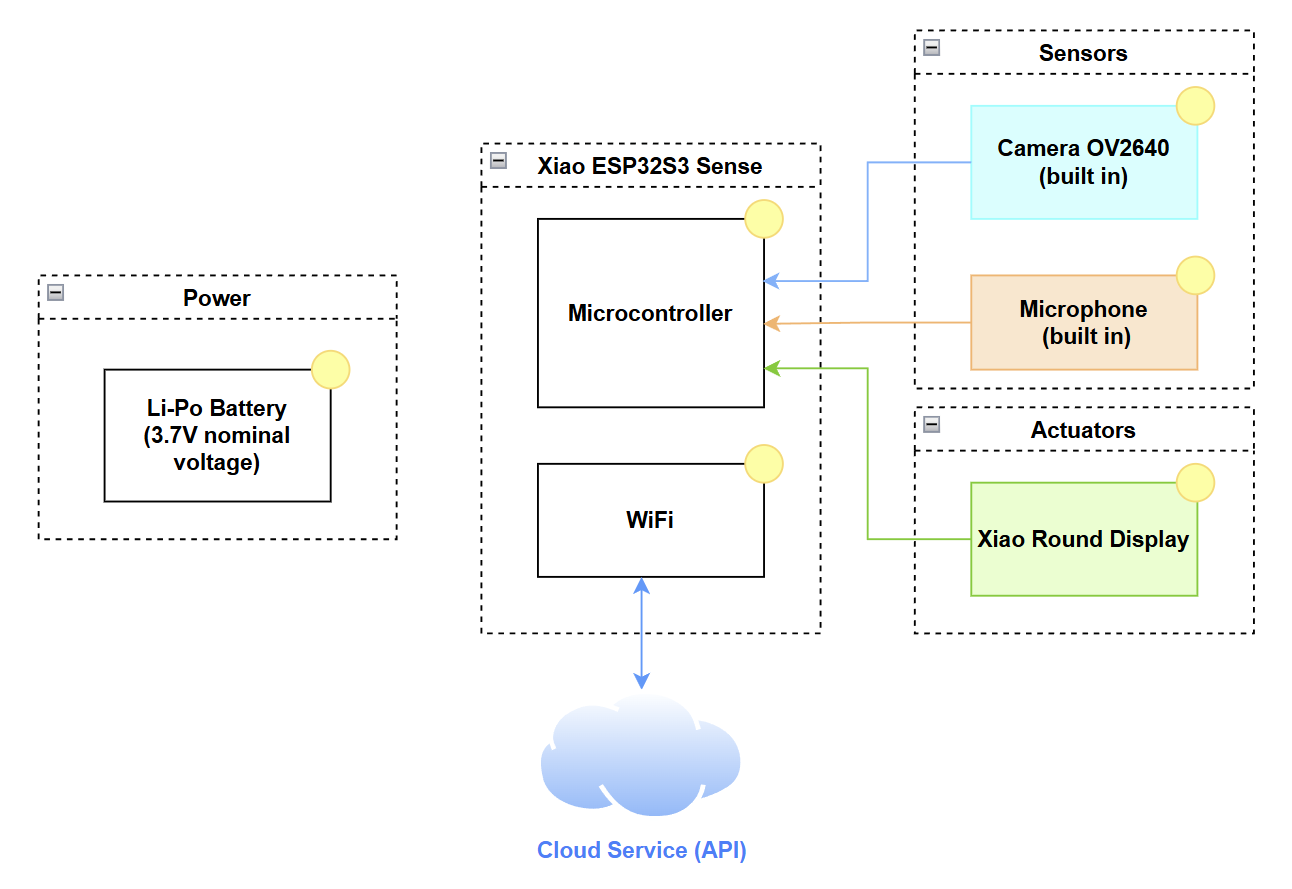 Sensors
Camera OV2640
(built in)
Xiao ESP32S3 Sense
Microcontroller
Microphone
(built in)
Power
Li-Po Battery
(3.7V nominal
voltage)
Actuators
Xiao Round Display
WiFi
Cloud Service (API)